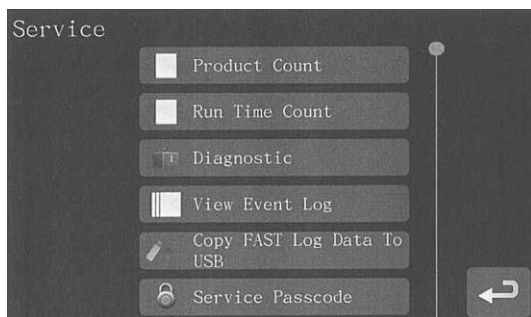 Service
Product Count
Run Time Count
Diagnostic
View Event Log
Copy FAST Log Data To
USB
Service Passcode